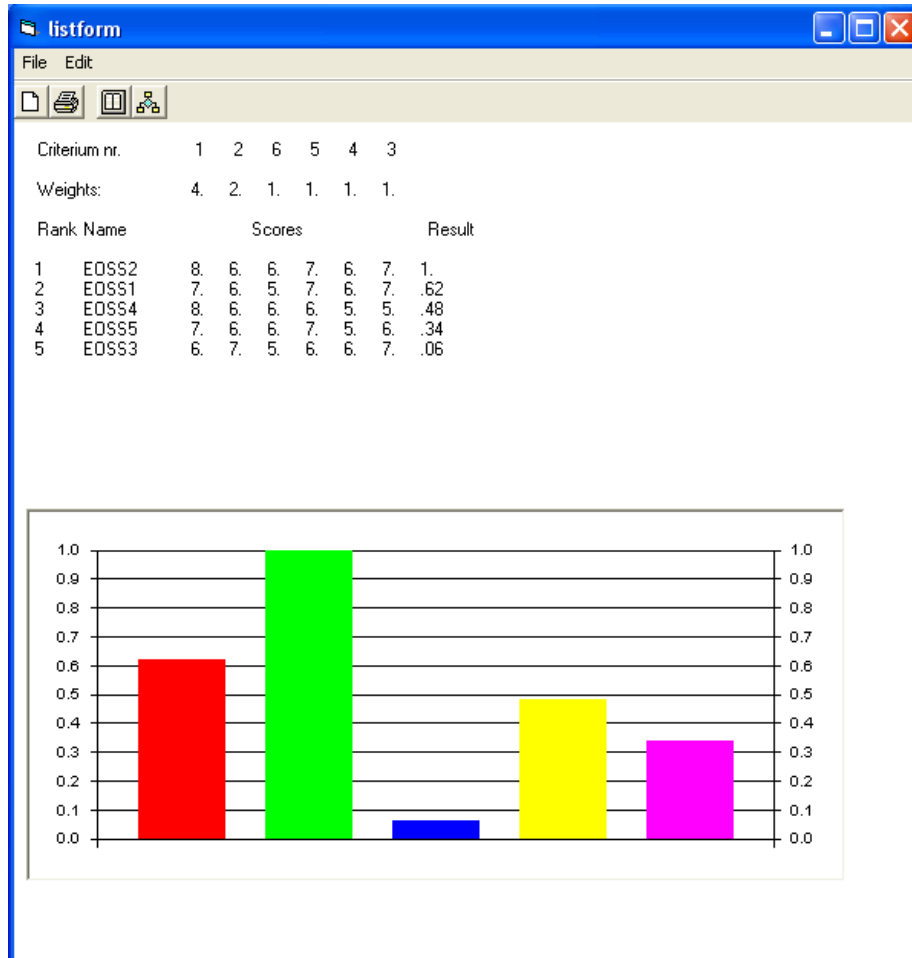 listform
File Edit
Criterium nr. 1 2 6 5 4 3
Weights: 4. 2. 1. 1. 1. 1.
Rank Name Scores Result
1 EOSS2 8. 6. 6. 7. 6. 7. 1.
2 EOSS1 7. 6. 5. 7. 6. 7. .62
3 EOSS4 8. 6. 6. 6. 5. 5. .48
4 EOSS5 7. 6. 6. 7. 5. 6. .34
5 EOSS3 6. 7. 5. 6. 6. 7. .06
1.0 1.0
0.9 0.9
0.8 0.8
0.7 0.7
0.6 0.6
0.5 0.5
0.4 0.4
0.3 0.3
0.2 0.2
0.1 0.1
0.0 0.0